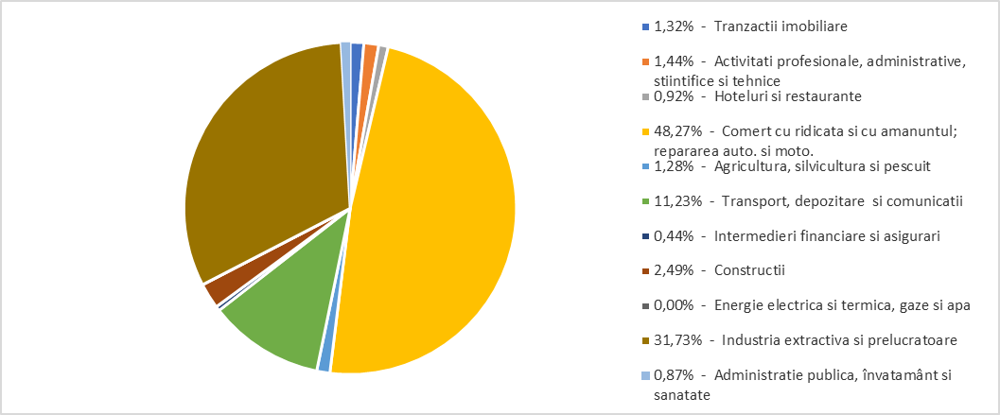 1,32%  -  Tranzactii imobiliare
1,44%  -  Activitati profesionale, administrative,
stiintifice si tehnice
0,92%  -  Hoteluri si restaurante
48,27%  -  Comert cu ridicata si cu amanuntul;
repararea auto. si moto.
1,28%  -  Agricultura, silvicultura si pescuit
11,23%  -  Transport, depozitare  si comunicatii
0,44%  -  Intermedieri financiare si asigurari
2,49%  -  Constructii
0,00%  -  Energie electrica si termica, gaze si apa
31,73%  -  Industria extractiva si prelucratoare
0,87%  -  Administratie publica, învatamânt si
sanatate